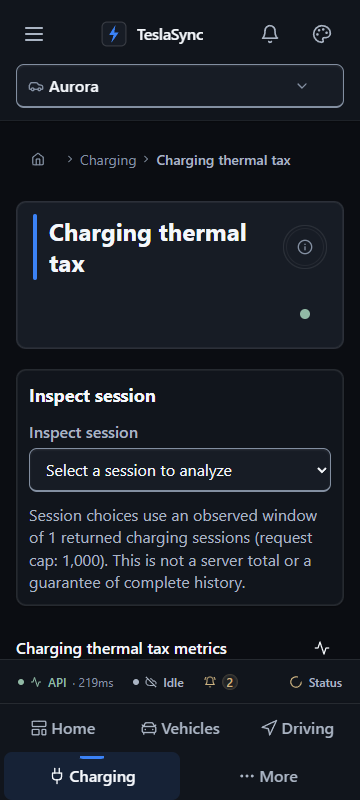 TeslaSync
Aurora
Charging
Charging thermal tax
Charging thermal
tax
Inspect session
Inspect session
Select a session to analyze
Session choices use an observed window
of 1 returned charging sessions (request
cap: 1,000). This is not a server total or a
guarantee of complete history.
Charging thermal tax metrics
API · 219ms
Idle
2
Status
Home
Vehicles
Driving
Charging
More